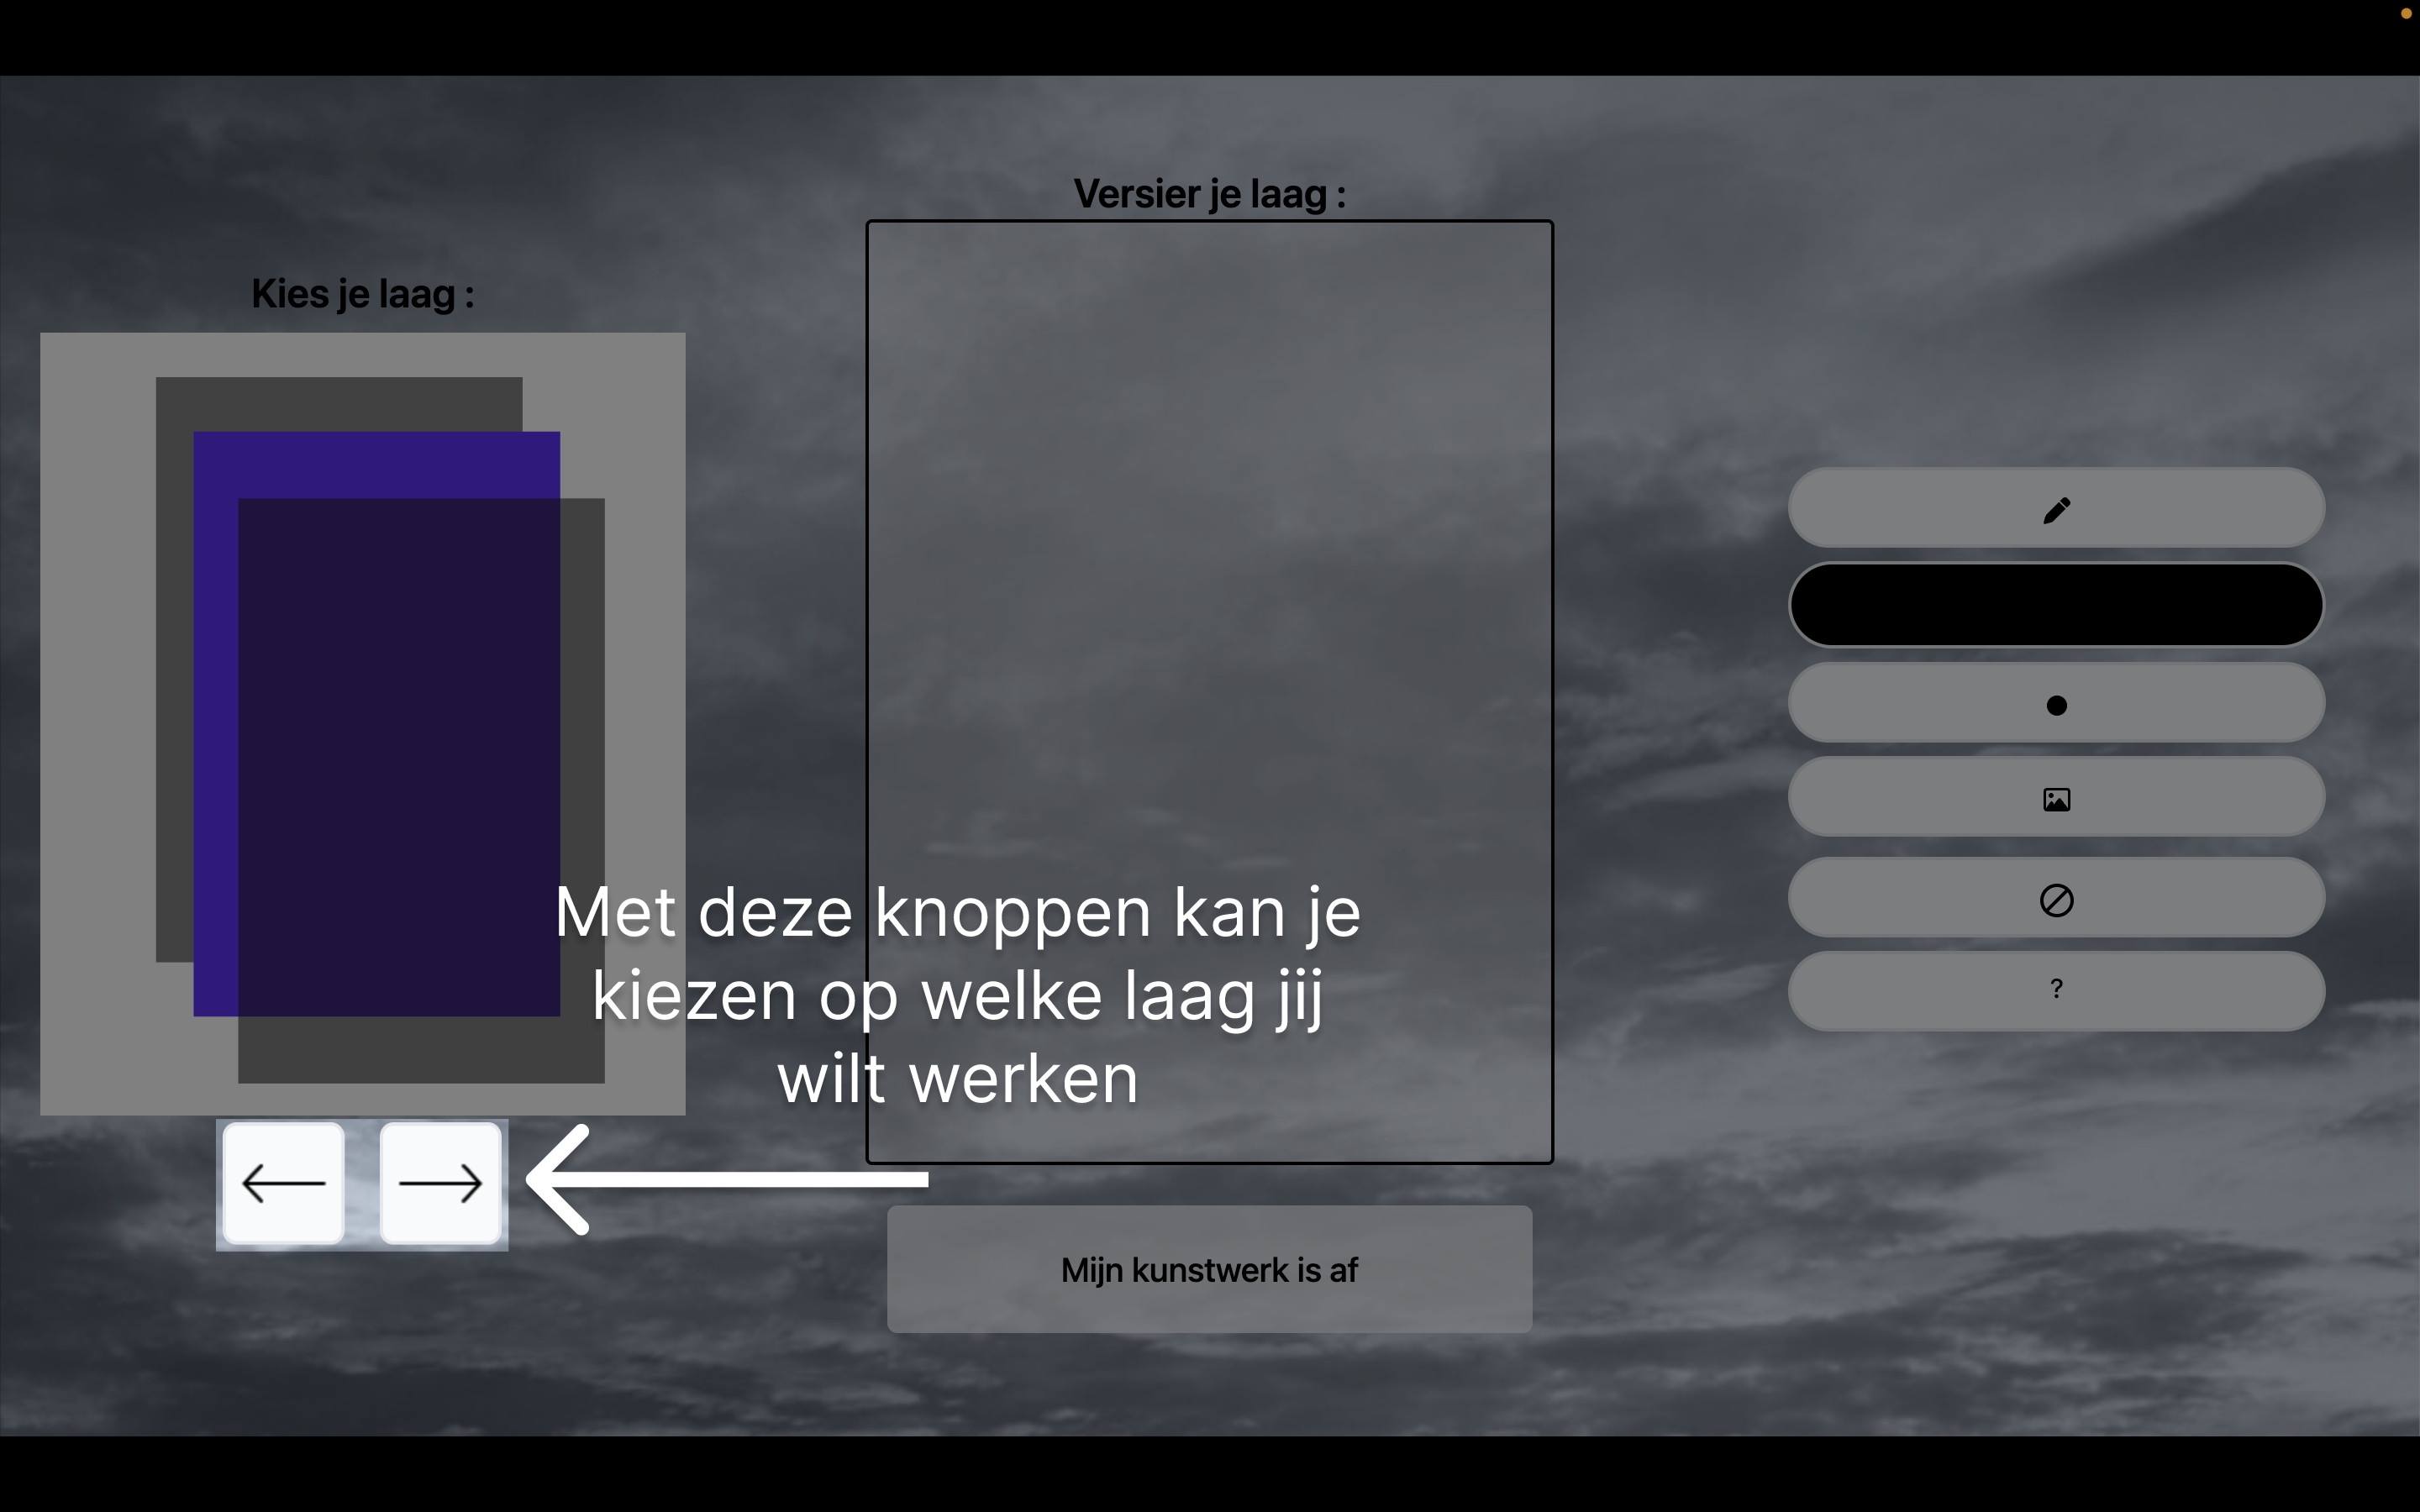 Versier je laag :
Kies je laag :
Met deze knoppen kan je
kiezen op welke laag jij
wilt werken
?
Mijn kunstwerk is af